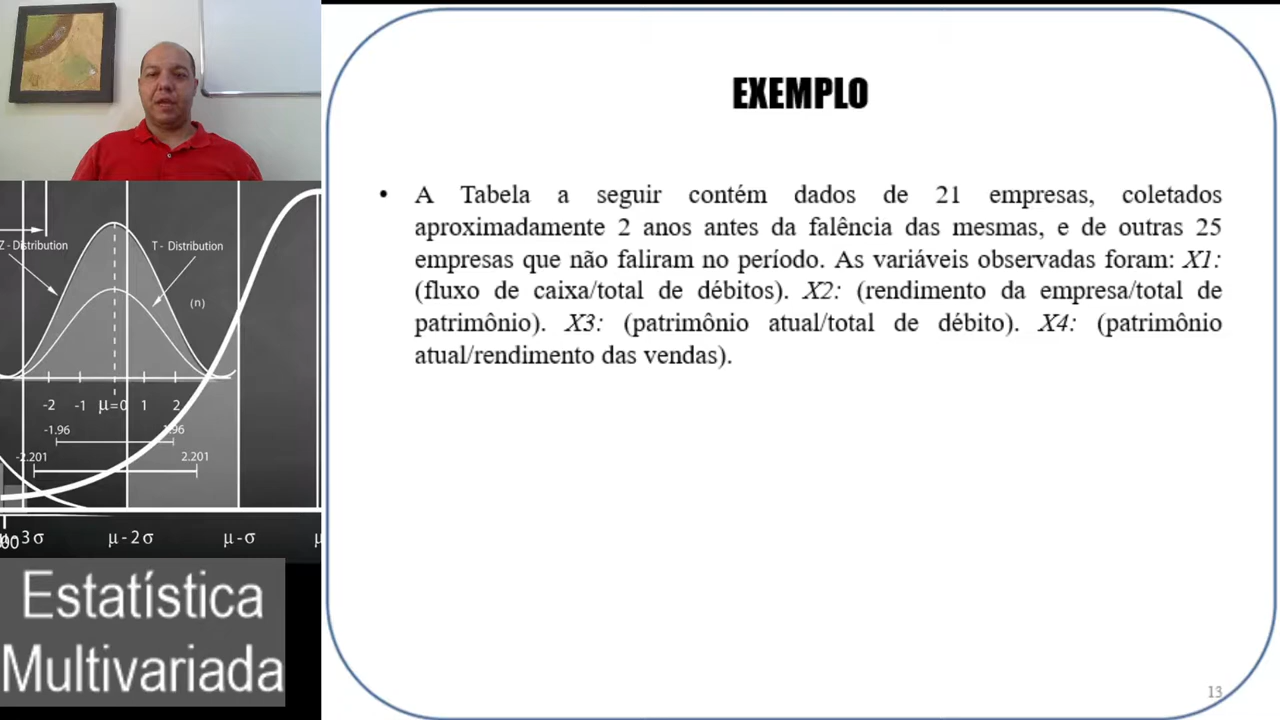 EXEMPLO
• A Tabela a seguir contém dados de 21 empresas, coletados
aproximadamente 2 anos antes da falência das mesmas, e de outras 25
empresas que não faliram no período. As variáveis observadas foram: X1:
(fluxo de caixa/total de débitos). X2: (rendimento da empresa/total de
patrimônio). X3: (patrimônio atual/total de débito). X4: (patrimônio
atual/rendimento das vendas).
13
Z - Distribution
T - Distribution
(n)
-2 -1 μ=0 1 2
-1.96 1.96
-2.201 2.201
μ-3σ μ-2σ μ-σ
Estatística
Multivariada